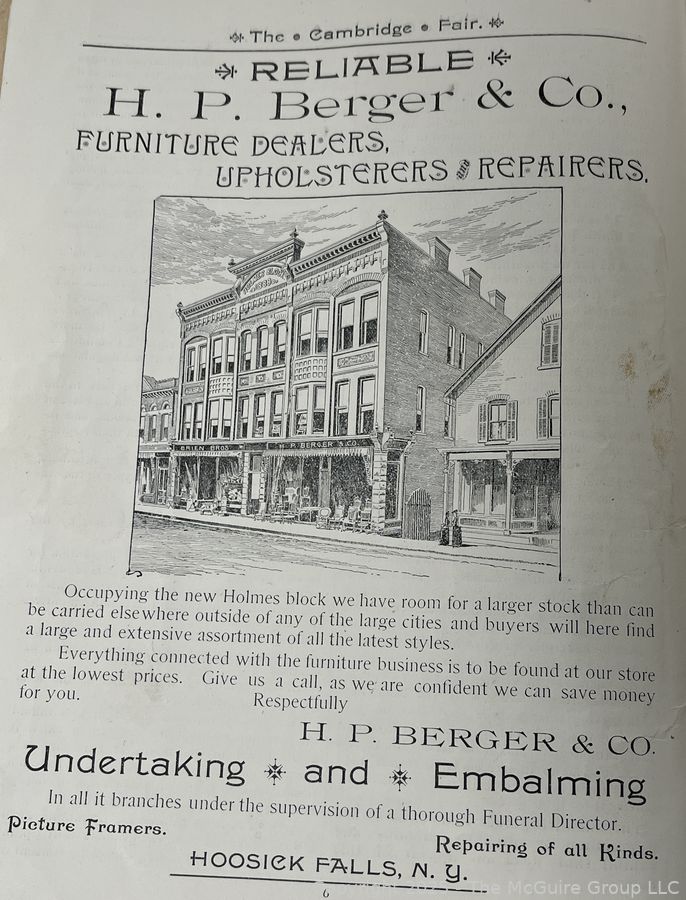 The • Cambridge • Fair.
RELIABLE
H. P. Berger & Co.,
FURNITURE DEALERS,
UPHOLSTERERS AND REPAIRERS.
BRIEN BROS
H. P. BERGER & CO.
Occupying the new Holmes block we have room for a larger stock than can
be carried elsewhere outside of any of the large cities and buyers will here find
a large and extensive assortment of all the latest styles.
Everything connected with the furniture business is to be found at our store
at the lowest prices. Give us a call, as we are confident we can save money
for you. Respectfully
H. P. BERGER & CO.
Undertaking and Embalming
In all it branches under the supervision of a thorough Funeral Director.
Picture Framers.
Repairing of all Kinds.
HOOSICK FALLS, N. Y.
6
The McGuire Group LLC